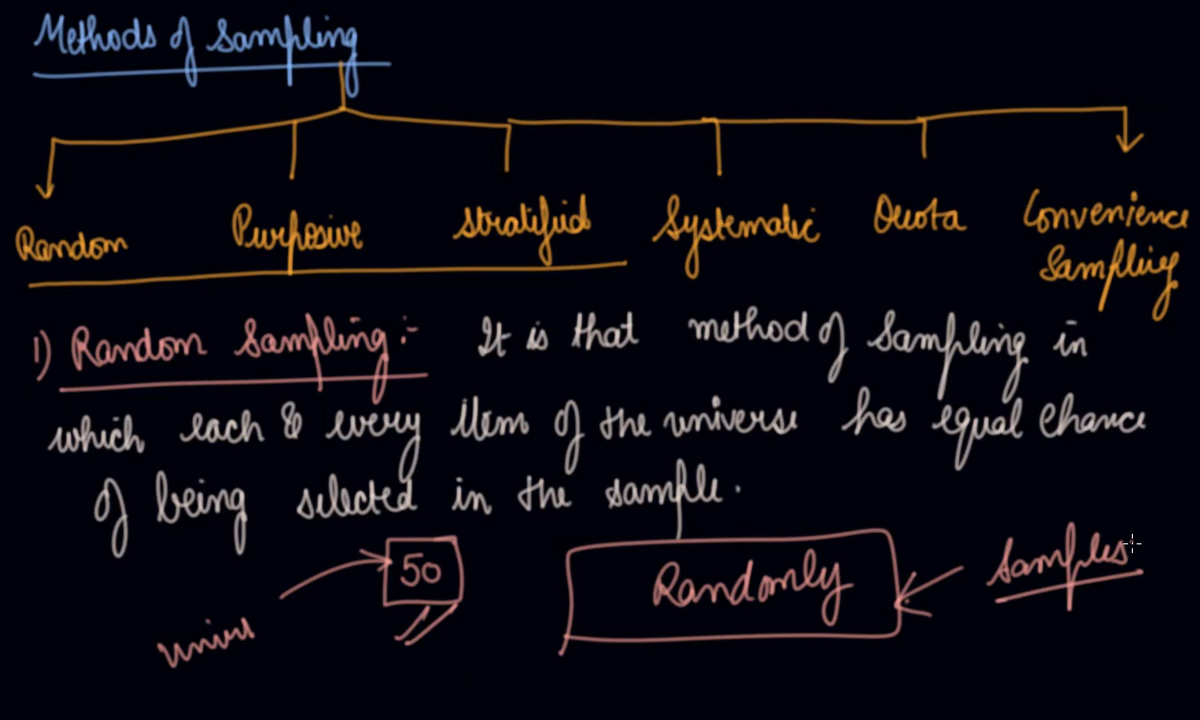 Methods of Sampling
Random Purposive Stratified Systematic Quota Convenience
Sampling
1) Random Sampling :- It is that method of Sampling in
which each & every item of the universe has equal chance
of being selected in the sample.
50
Randomly
Samples